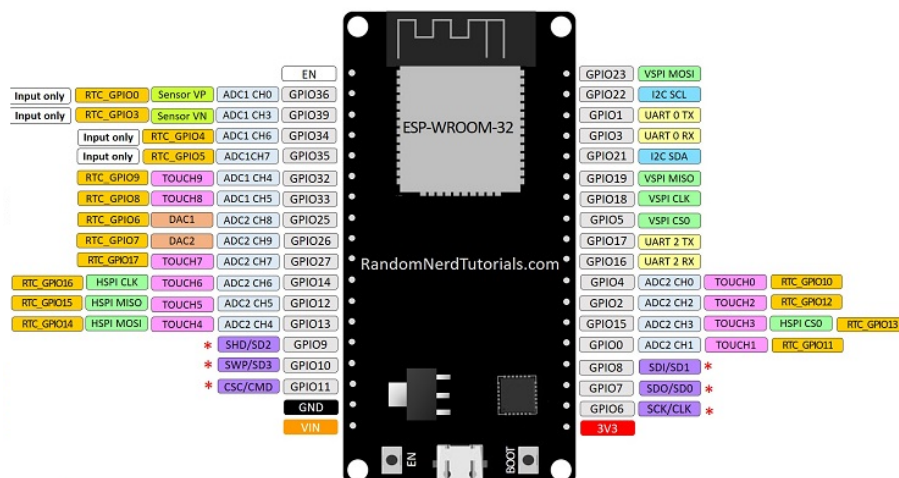 EN
GPIO23 VSPI MOSI
Input only RTC_GPIO0 Sensor VP ADC1 CH0 GPIO36
GPIO22 I2C SCL
Input only RTC_GPIO3 Sensor VN ADC1 CH3 GPIO39
GPIO1 UART 0 TX
Input only RTC_GPIO4 ADC1 CH6 GPIO34
ESP-WROOM-32
GPIO3 UART 0 RX
Input only RTC_GPIO5 ADC1CH7 GPIO35
GPIO21 I2C SDA
RTC_GPIO9 TOUCH9 ADC1 CH4 GPIO32
GPIO19 VSPI MISO
RTC_GPIO8 TOUCH8 ADC1 CH5 GPIO33
GPIO18 VSPI CLK
RTC_GPIO6 DAC1 ADC2 CH8 GPIO25
GPIO5 VSPI CS0
RTC_GPIO7 DAC2 ADC2 CH9 GPIO26
GPIO17 UART 2 TX
RTC_GPIO17 TOUCH7 ADC2 CH7 GPIO27
RandomNerdTutorials.com
GPIO16 UART 2 RX
RTC_GPIO16 HSPI CLK TOUCH6 ADC2 CH6 GPIO14
GPIO4 ADC2 CH0 TOUCH0 RTC_GPIO10
RTC_GPIO15 HSPI MISO TOUCH5 ADC2 CH5 GPIO12
GPIO2 ADC2 CH2 TOUCH2 RTC_GPIO12
RTC_GPIO14 HSPI MOSI TOUCH4 ADC2 CH4 GPIO13
GPIO15 ADC2 CH3 TOUCH3 HSPI CS0 RTC_GPIO13
* SHD/SD2 GPIO9
GPIO0 ADC2 CH1 TOUCH1 RTC_GPIO11
* SWP/SD3 GPIO10
GPIO8 SDI/SD1 *
* CSC/CMD GPIO11
GPIO7 SDO/SD0 *
GND
GPIO6 SCK/CLK *
VIN
3V3
EN
BOOT